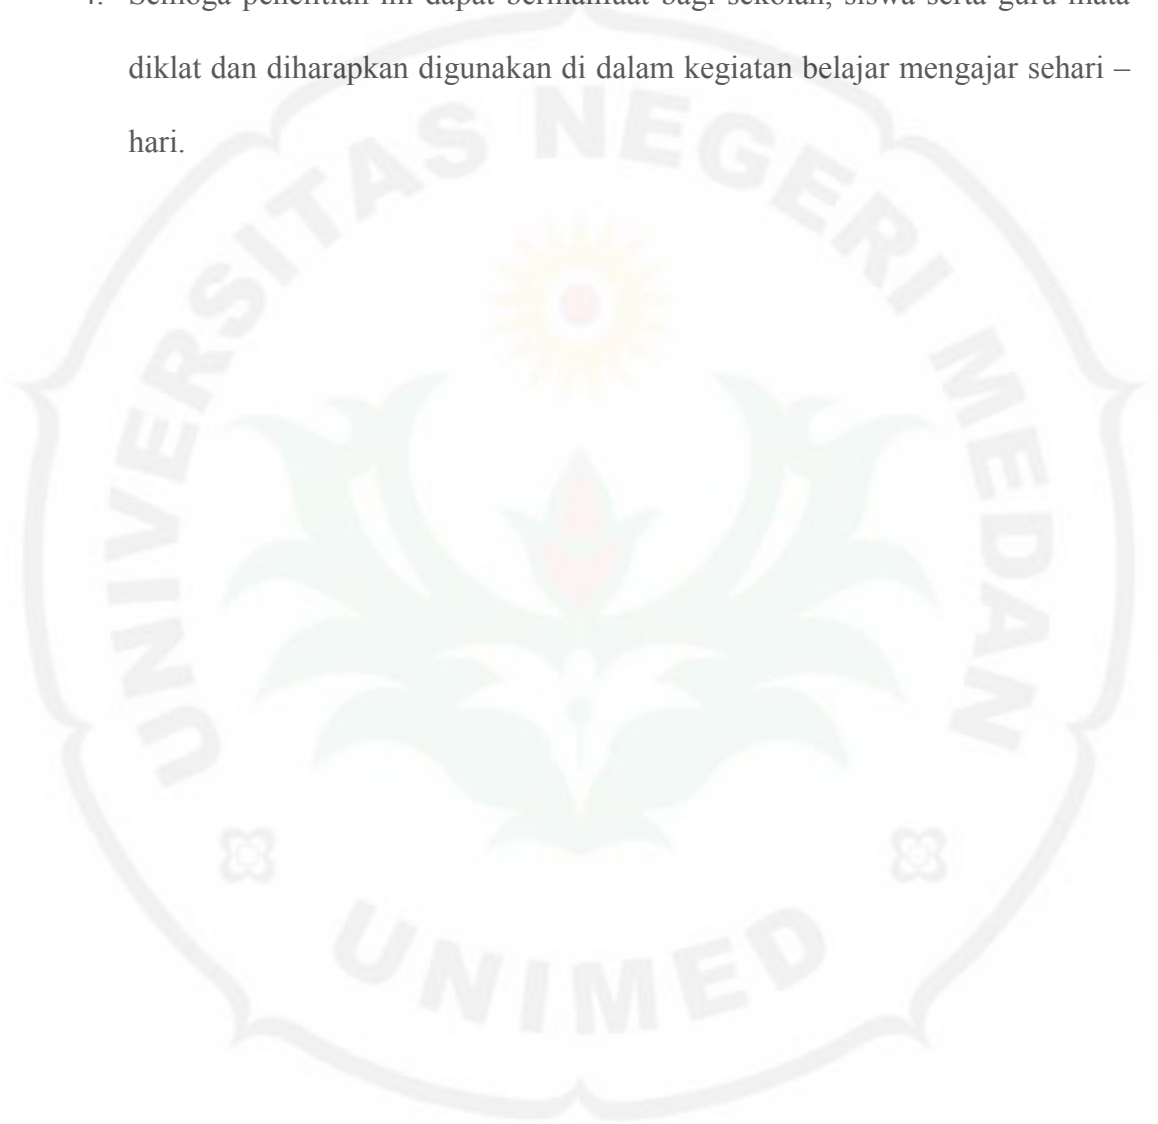 4. Semoga penelitian ini dapat bermanfaat bagi sekolah, siswa serta guru mata
diklat dan diharapkan digunakan di dalam kegiatan belajar mengajar sehari –
hari.
UNIVERSITAS NEGERI MEDAN
UNIMED